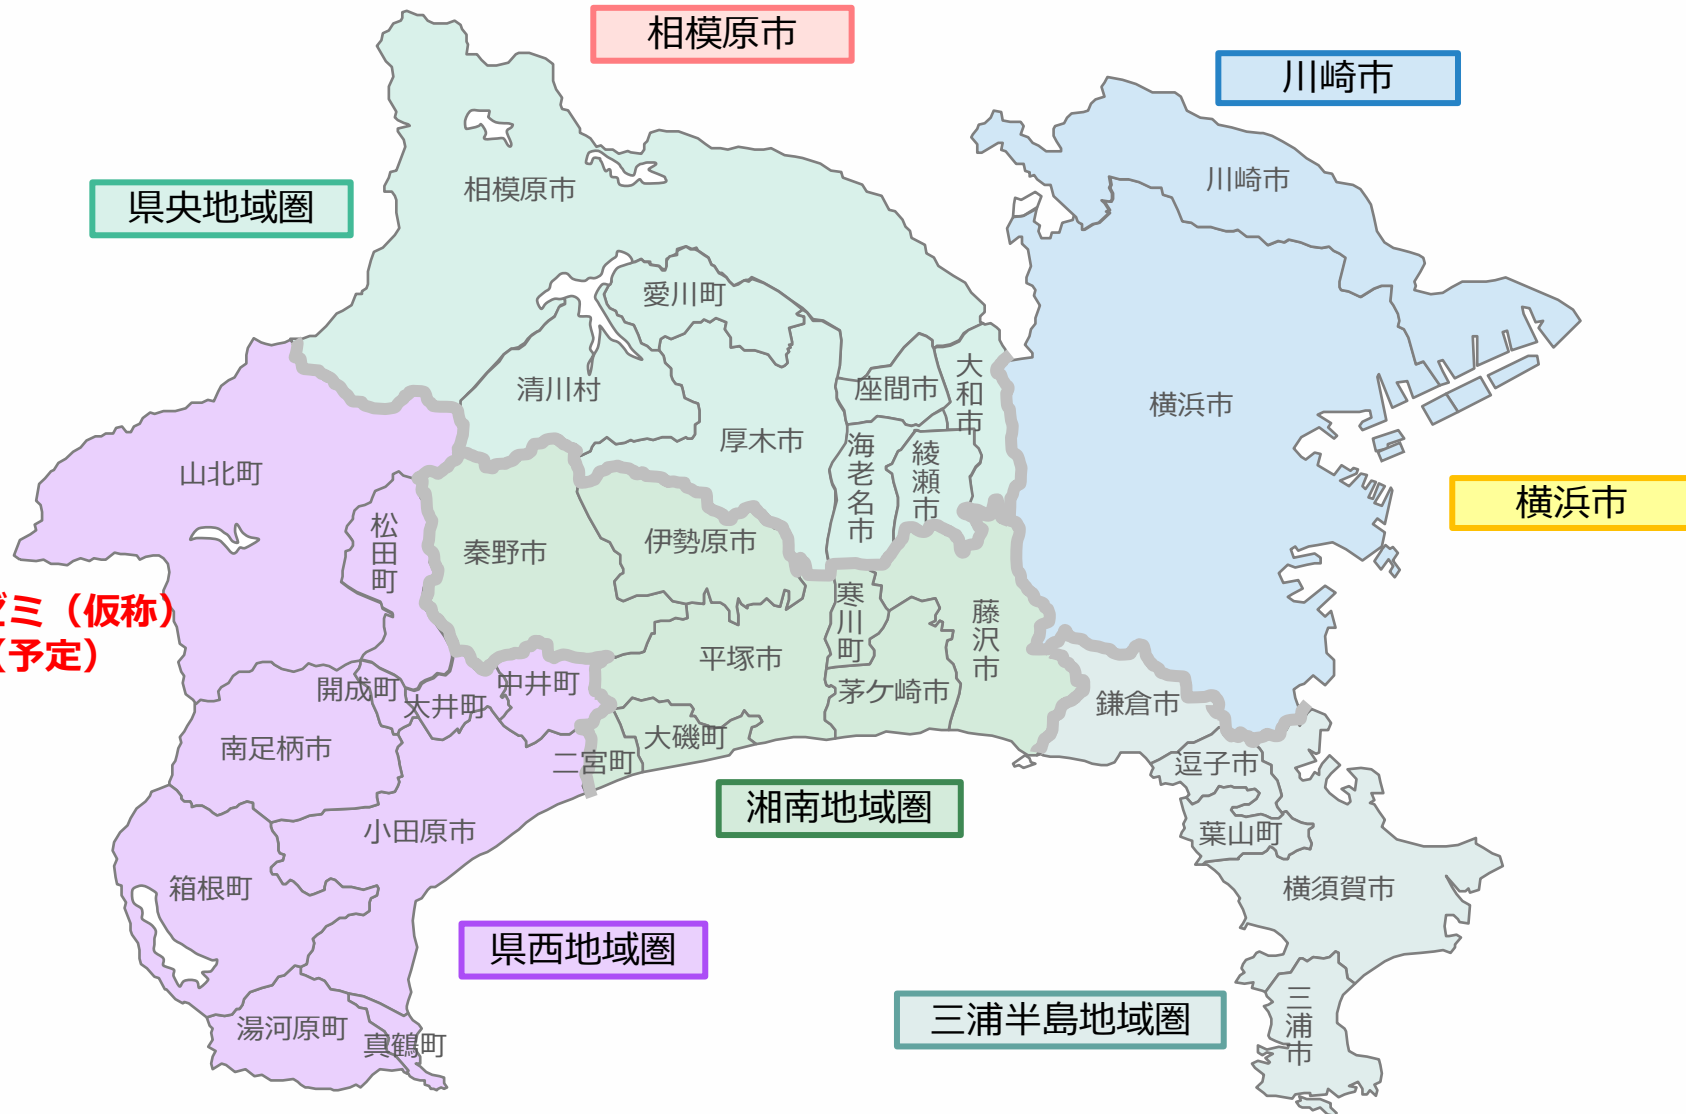 相模原市
川崎市
県央地域圏
相模原市
川崎市
愛川町
清川村
座間市
大和市
横浜市
厚木市
海老名市
綾瀬市
山北町
横浜市
松田町
秦野市
伊勢原市
ゼミ（仮称）
（予定）
寒川町
藤沢市
平塚市
開成町
大井町
中井町
茅ケ崎市
鎌倉市
南足柄市
二宮町
大磯町
逗子市
湘南地域圏
小田原市
葉山町
箱根町
横須賀市
県西地域圏
三浦半島地域圏
三浦市
湯河原町
真鶴町